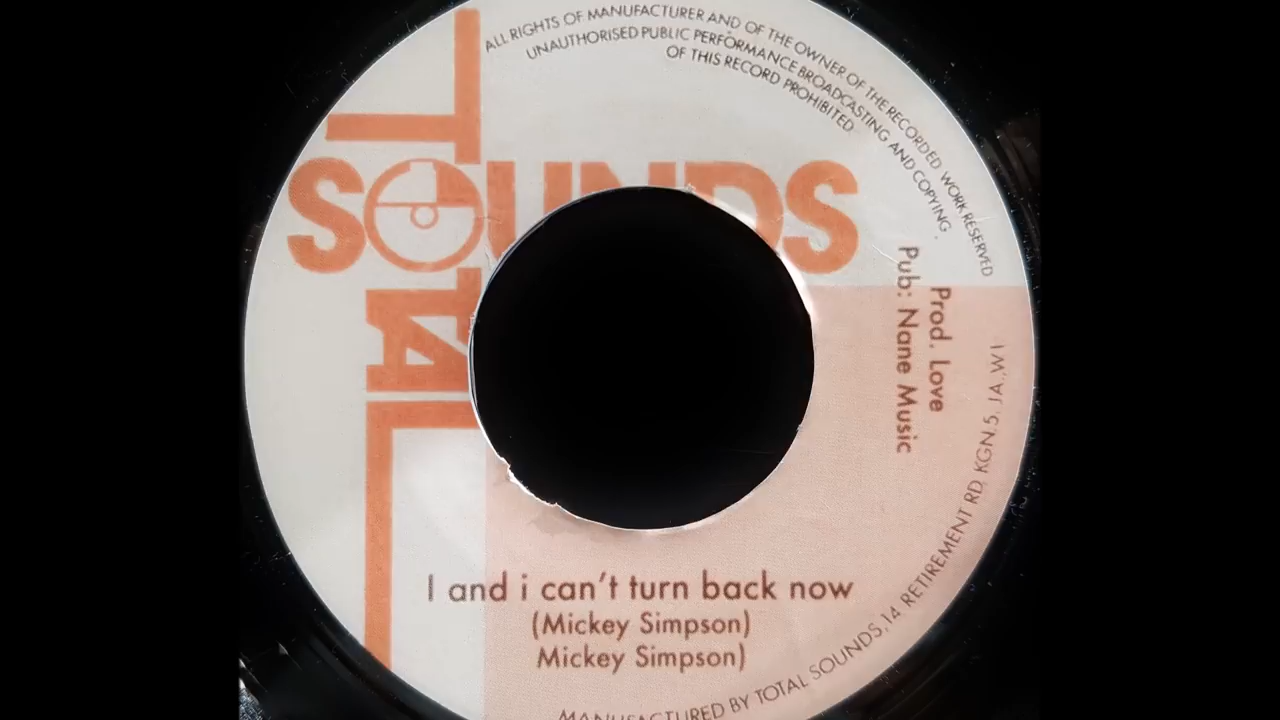 ALL RIGHTS OF MANUFACTURER AND OF THE OWNER OF THE RECORDED WORK RESERVED
UNAUTHORISED PUBLIC PERFORMANCE BROADCASTING AND COPYING
OF THIS RECORD PROHIBITED.
TOTAL
SOUNDS
Prod. Love
Pub: Nane Music
I and i can't turn back now
(Mickey Simpson)
Mickey Simpson)
MANUFACTURED BY TOTAL SOUNDS, 14 RETIREMENT RD. KGN.5. JA. W I